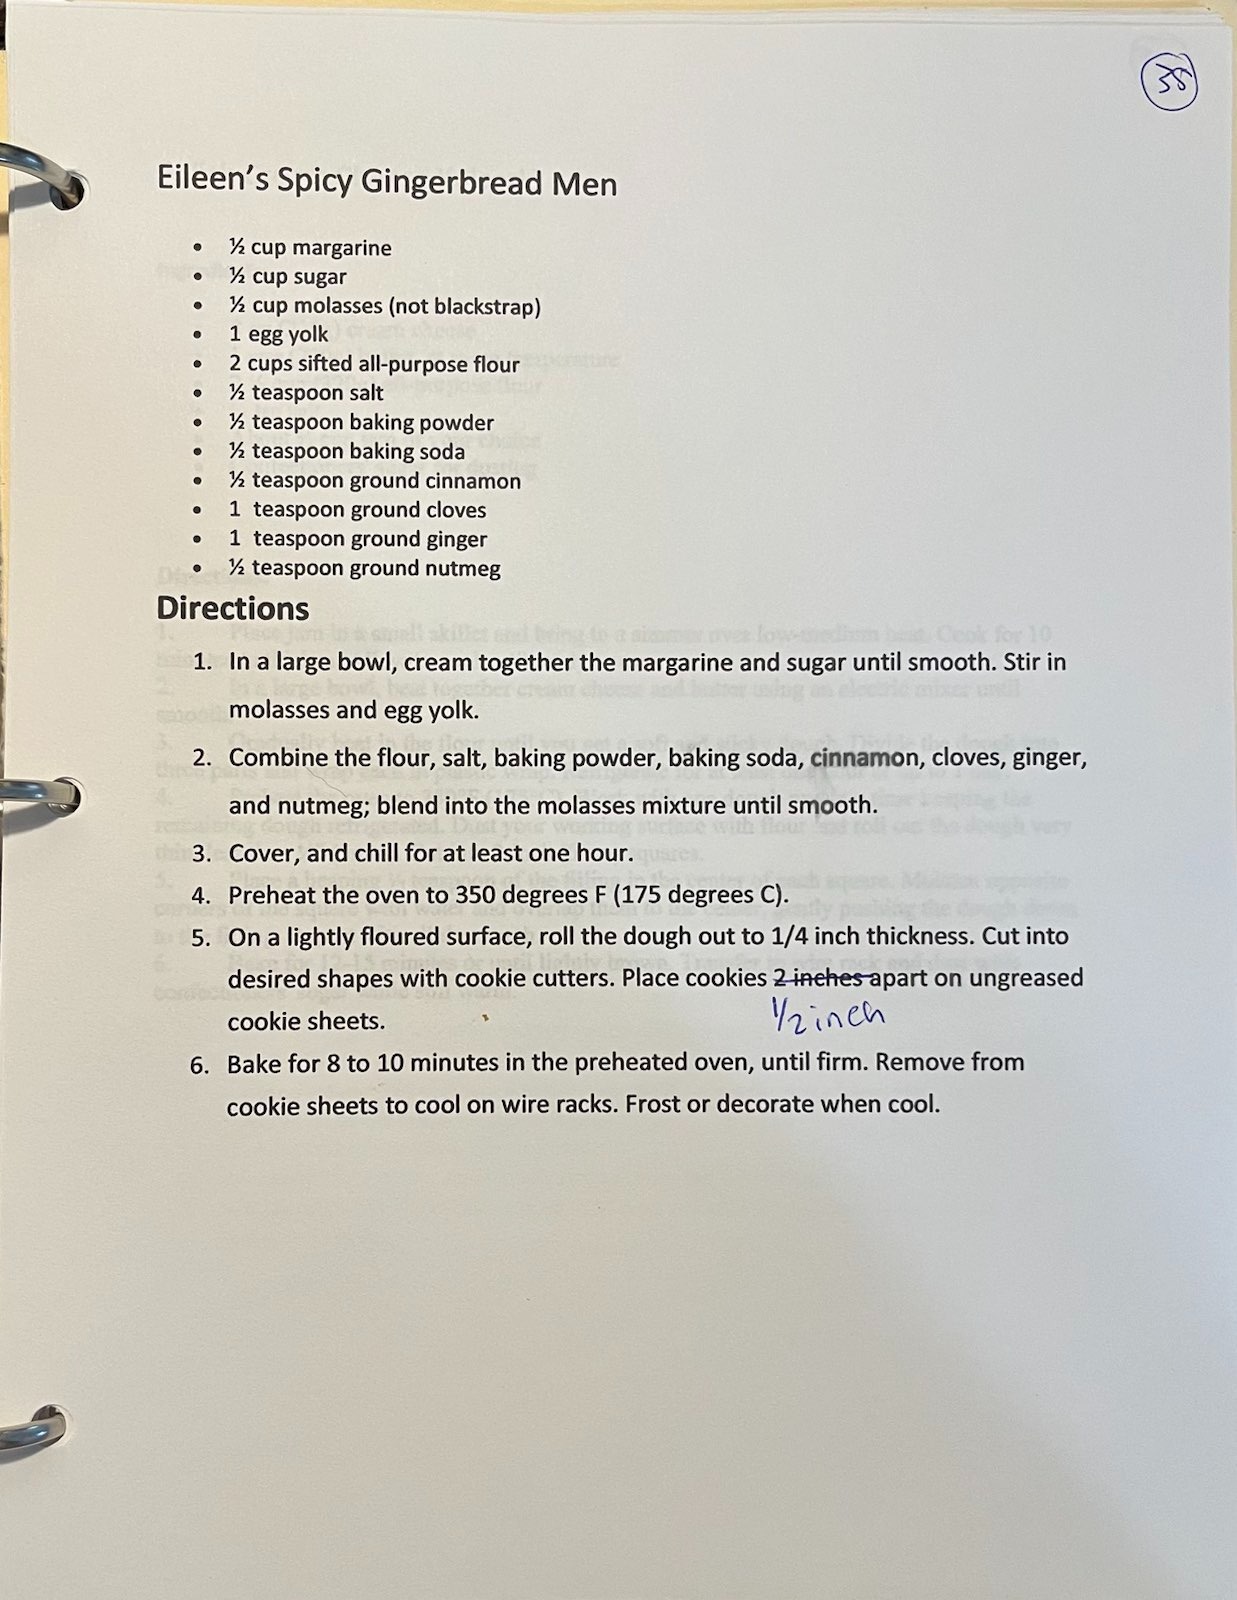 38
Eileen's Spicy Gingerbread Men
• ½ cup margarine
• ½ cup sugar
• ½ cup molasses (not blackstrap)
• 1 egg yolk
• 2 cups sifted all-purpose flour
• ½ teaspoon salt
• ½ teaspoon baking powder
• ½ teaspoon baking soda
• ½ teaspoon ground cinnamon
• 1 teaspoon ground cloves
• 1 teaspoon ground ginger
• ½ teaspoon ground nutmeg
Directions
1. In a large bowl, cream together the margarine and sugar until smooth. Stir in
molasses and egg yolk.
2. Combine the flour, salt, baking powder, baking soda, cinnamon, cloves, ginger,
and nutmeg; blend into the molasses mixture until smooth.
3. Cover, and chill for at least one hour.
4. Preheat the oven to 350 degrees F (175 degrees C).
5. On a lightly floured surface, roll the dough out to 1/4 inch thickness. Cut into
desired shapes with cookie cutters. Place cookies 2 inches apart on ungreased
1/2 inch
cookie sheets.
6. Bake for 8 to 10 minutes in the preheated oven, until firm. Remove from
cookie sheets to cool on wire racks. Frost or decorate when cool.